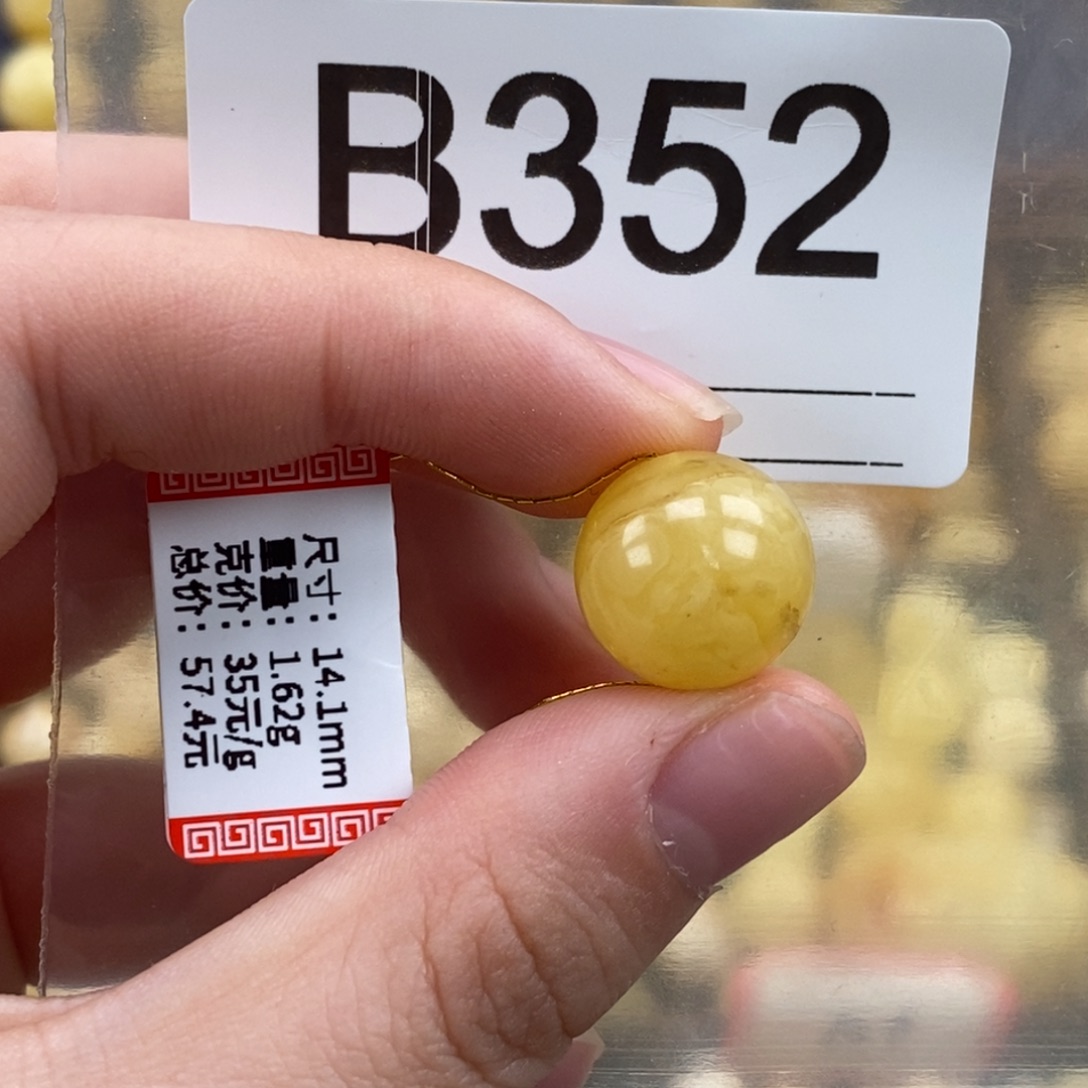 B352
尺寸: 14.1mm
重量: 1.62g
克价: 35元/g
总价: 57.4元